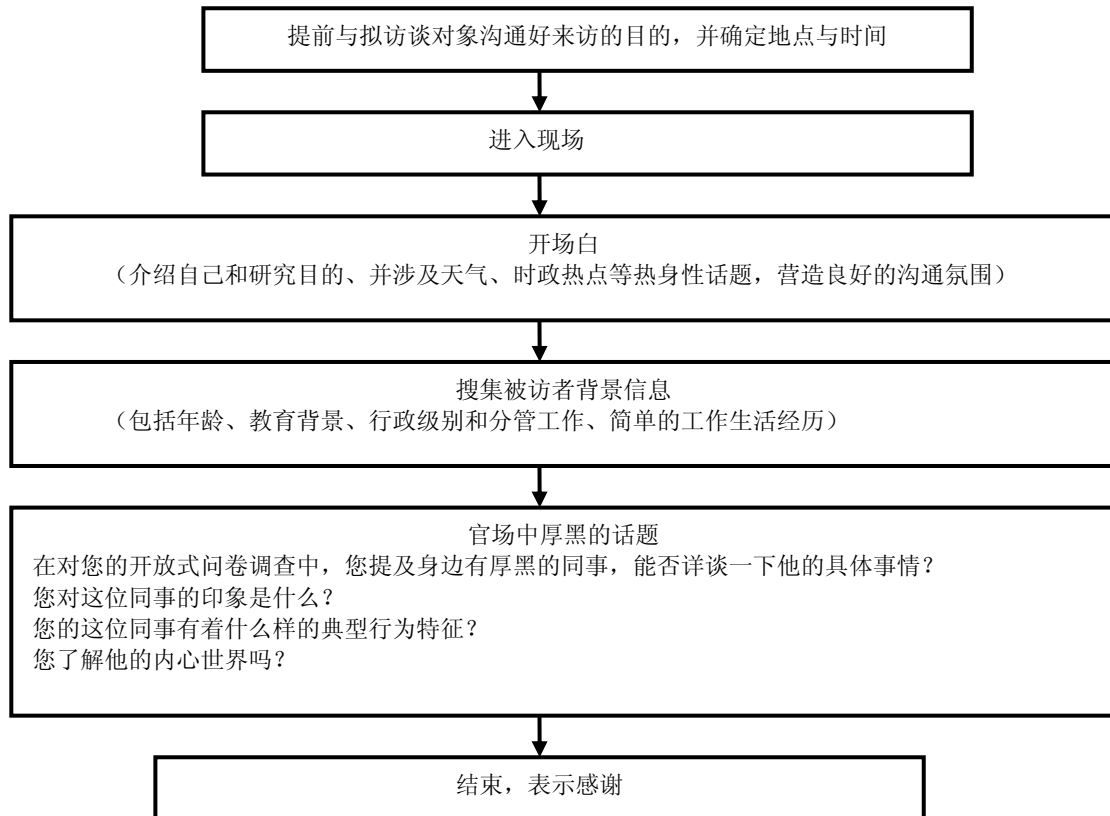 提前与拟访谈对象沟通好来访的目的，并确定地点与时间
进入现场
开场白
（介绍自己和研究目的、并涉及天气、时政热点等热身性话题，营造良好的沟通氛围）
搜集被访者背景信息
（包括年龄、教育背景、行政级别和分管工作、简单的工作生活经历）
官场中厚黑的话题
在对您的开放式问卷调查中，您提及身边有厚黑的同事，能否详谈一下他的具体事情？
您对这位同事的印象是什么？
您的这位同事有着什么样的典型行为特征？
您了解他的内心世界吗？
结束，表示感谢